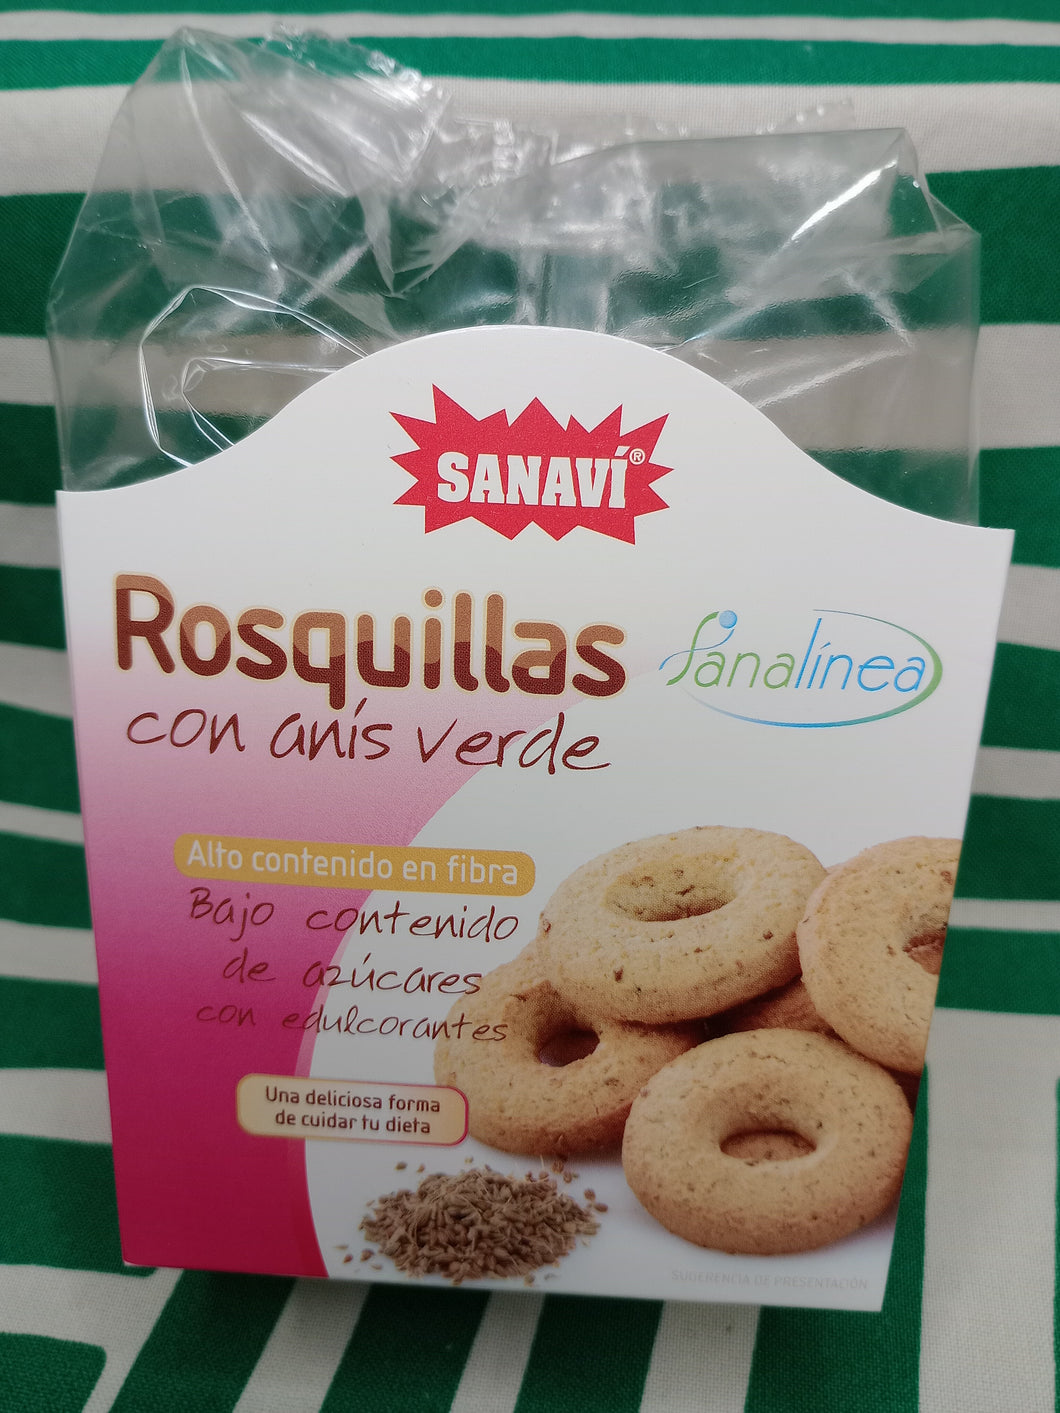 SANAVÍ®
Rosquillas
con anís verde
Sanalínea
Alto contenido en fibra
Bajo contenido
de azúcares
con edulcorantes
Una deliciosa forma
de cuidar tu dieta
SUGERENCIA DE PRESENTACIÓN